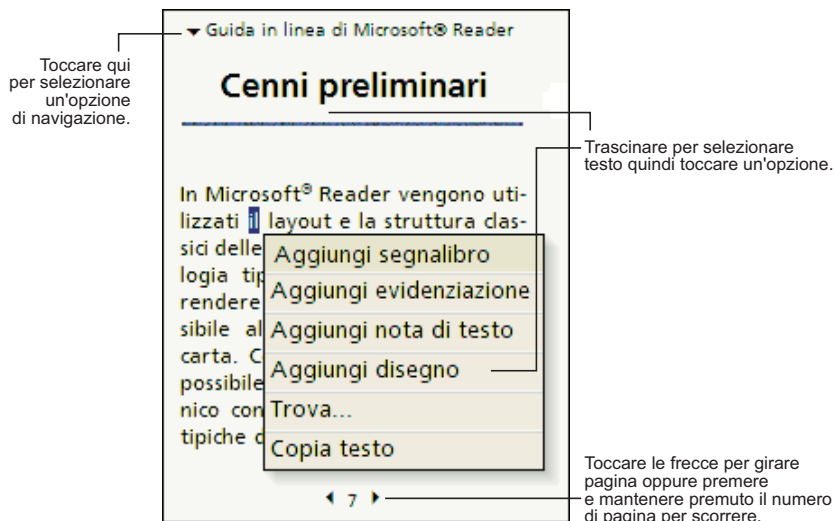 Guida in linea di Microsoft® Reader
Toccare qui
per selezionare
un'opzione
di navigazione.
Cenni preliminari
Trascinare per selezionare
testo quindi toccare un'opzione.
In Microsoft® Reader vengono uti-
lizzati il layout e la struttura clas-
sici delle
logia tip
rendere
sibile al
carta. C
possibile
nico con
tipiche d
Aggiungi segnalibro
Aggiungi evidenziazione
Aggiungi nota di testo
Aggiungi disegno
Trova...
Copia testo
7
Toccare le frecce per girare
pagina oppure premere
e mantenere premuto il numero
di pagina per scorrere.